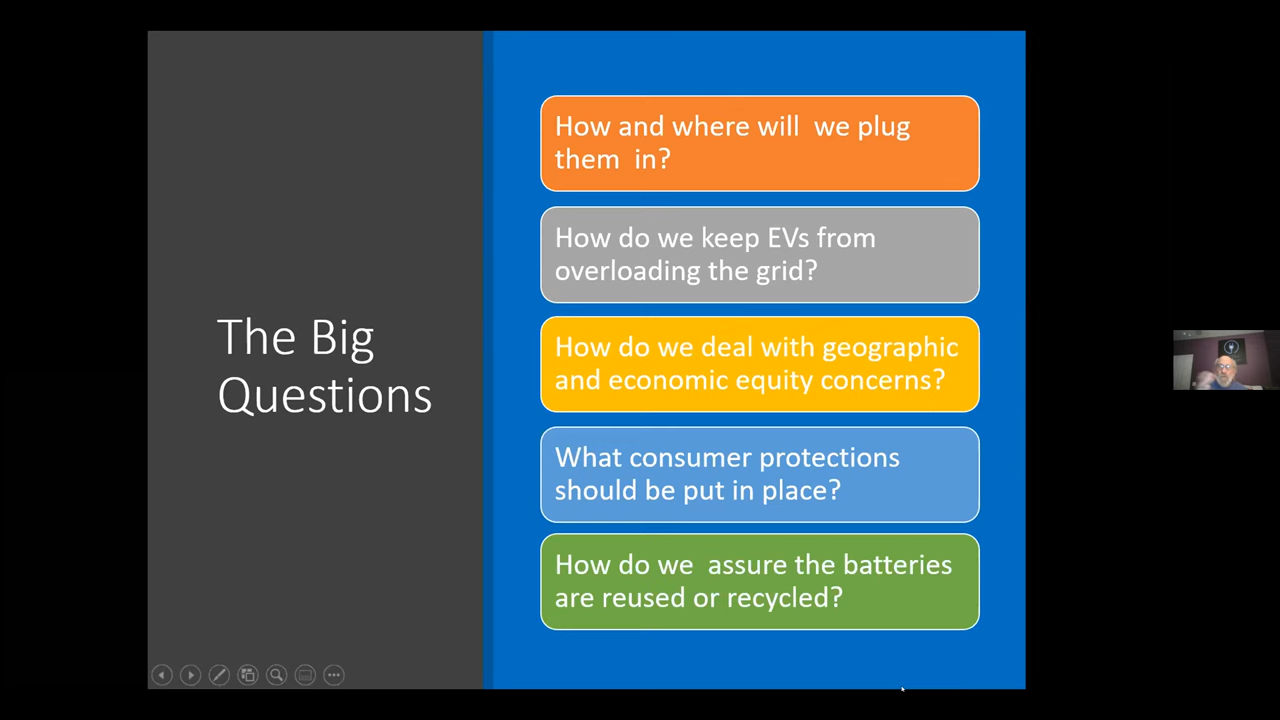 The Big
Questions
How and where will  we plug
them  in?
How do we keep EVs from
overloading the grid?
How do we deal with geographic
and economic equity concerns?
What consumer protections
should be put in place?
How do we  assure the batteries
are reused or recycled?